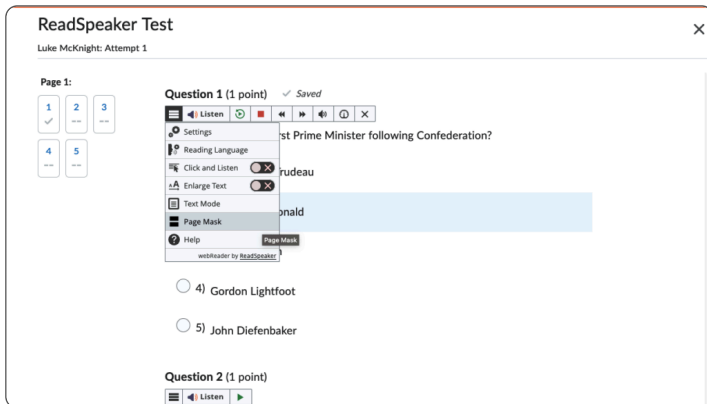 ReadSpeaker Test
Luke McKnight: Attempt 1
Page 1:
1 2 3
-- --
4 5
-- --
Question 1 (1 point) Saved
Listen
Settings
rst Prime Minister following Confederation?
Reading Language
Click and Listen
rudeau
Enlarge Text
Text Mode
onald
Page Mask
Help
Page Mask
webReader by ReadSpeaker
4) Gordon Lightfoot
5) John Diefenbaker
Question 2 (1 point)
Listen